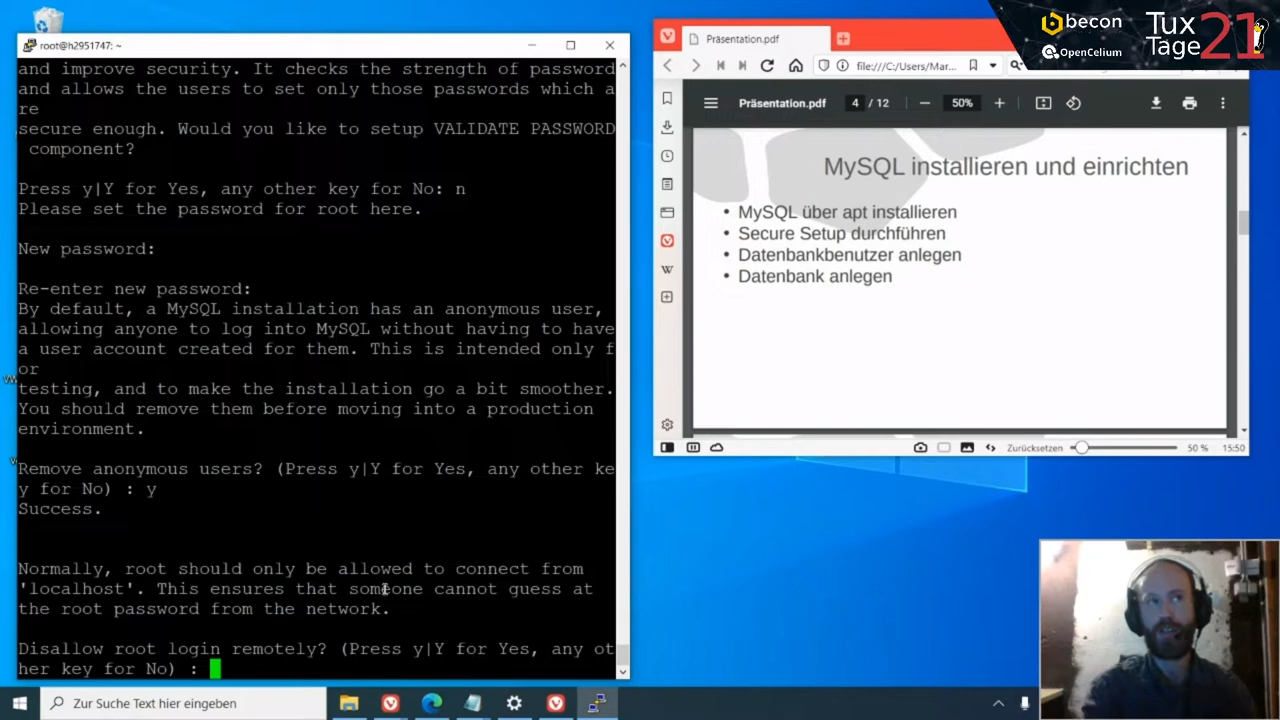 root@h2951747: ~
and improve security. It checks the strength of password
and allows the users to set only those passwords which a
re
secure enough. Would you like to setup VALIDATE PASSWORD
component?
Press y|Y for Yes, any other key for No: n
Please set the password for root here.
New password:
Re-enter new password:
By default, a MySQL installation has an anonymous user,
allowing anyone to log into MySQL without having to have
a user account created for them. This is intended only f
or
testing, and to make the installation go a bit smoother.
You should remove them before moving into a production
environment.
Remove anonymous users? (Press y|Y for Yes, any other ke
y for No) : y
Success.
Normally, root should only be allowed to connect from
'localhost'. This ensures that someone cannot guess at
the root password from the network.
Disallow root login remotely? (Press y|Y for Yes, any ot
her key for No) :
Präsentation.pdf
file:///C:/Users/Mar...
Präsentation.pdf
4 / 12
50%
MySQL installieren und einrichten
• MySQL über apt installieren
• Secure Setup durchführen
• Datenbankbenutzer anlegen
• Datenbank anlegen
Zurücksetzen
50 %
15:50
becon
OpenCelium
Tux
Tage
21
Zur Suche Text hier eingeben